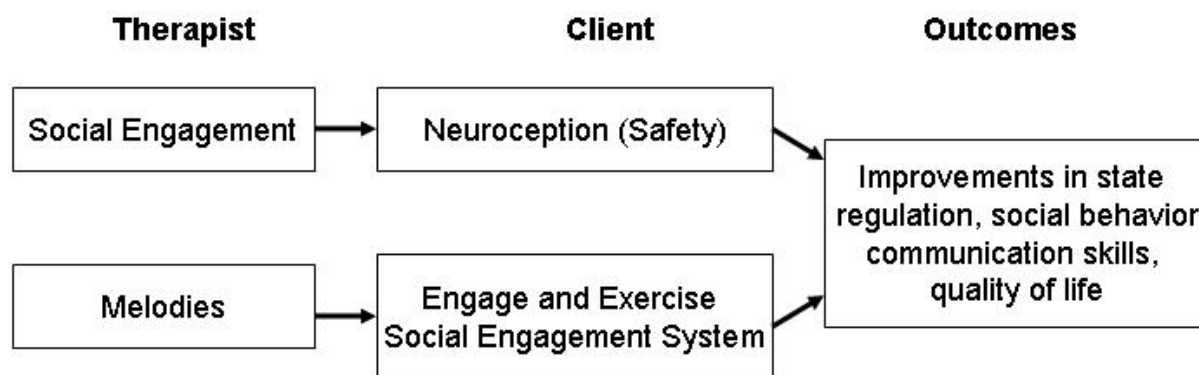 Therapist Client Outcomes
Social Engagement
Neuroception (Safety)
Melodies
Engage and Exercise
Social Engagement System
Improvements in state
regulation, social behavior
communication skills,
quality of life